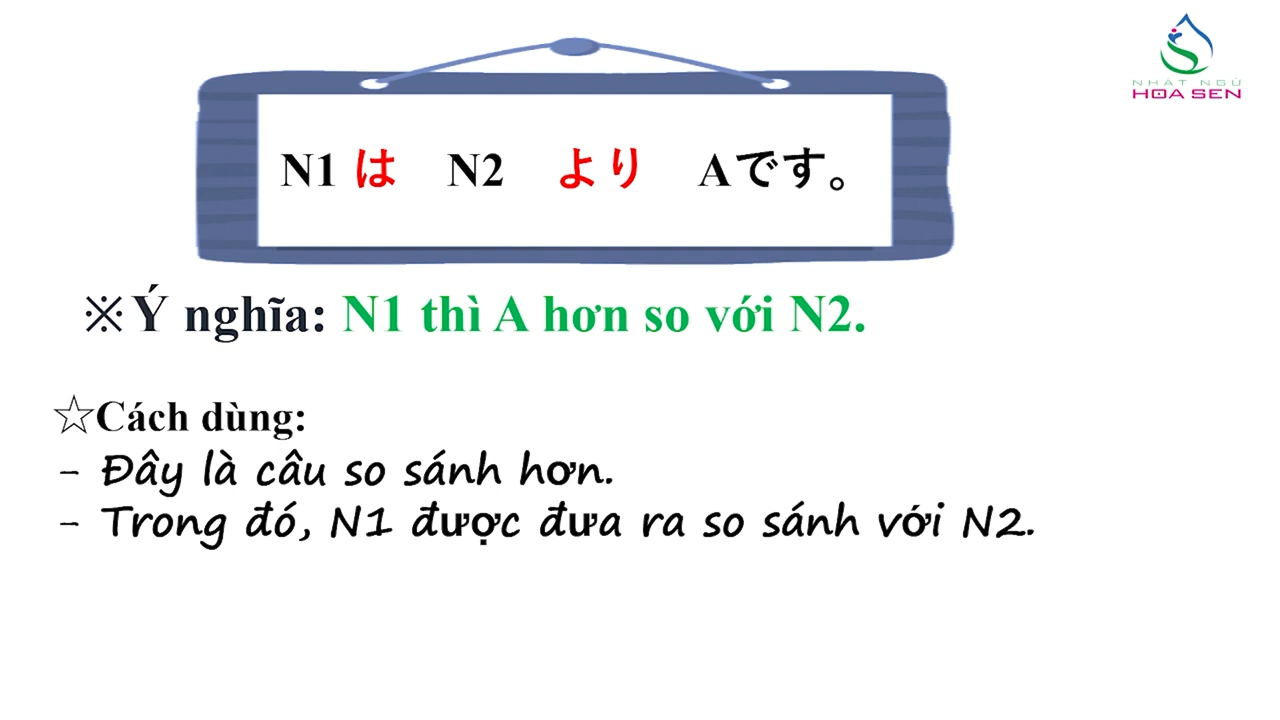 NHẬT NGỮ
HOA SEN
N1 は N2 より Aです。
※Ý nghĩa: N1 thì A hơn so với N2.
☆Cách dùng:
- Đây là câu so sánh hơn.
- Trong đó, N1 được đưa ra so sánh với N2.